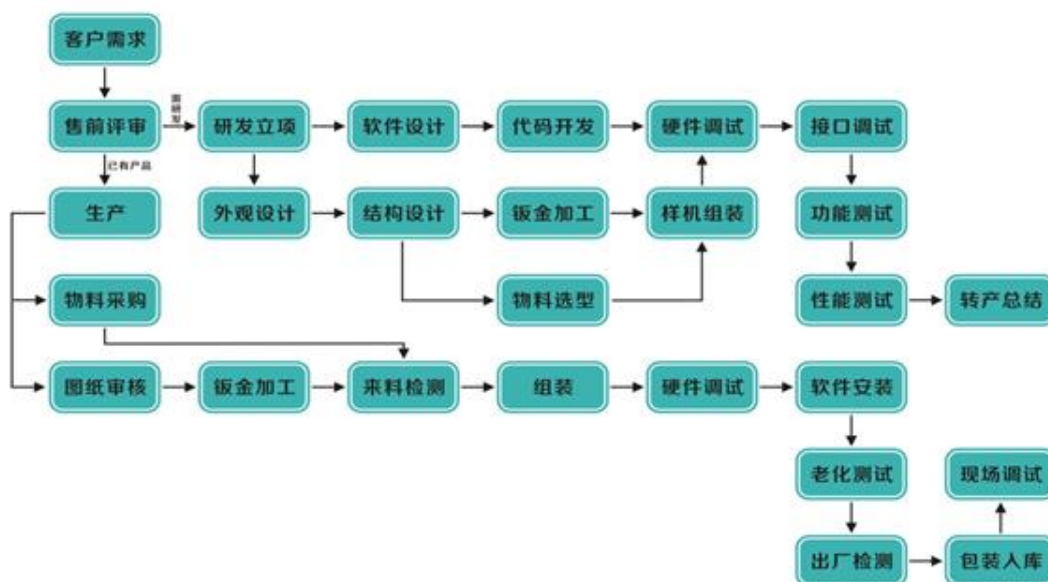 客户需求
售前评审
需研发
研发立项
软件设计
代码开发
硬件调试
接口调试
已有产品
生产
外观设计
结构设计
钣金加工
样机组装
功能测试
物料采购
物料选型
性能测试
转产总结
图纸审核
钣金加工
来料检测
组装
硬件调试
软件安装
老化测试
现场调试
出厂检测
包装入库